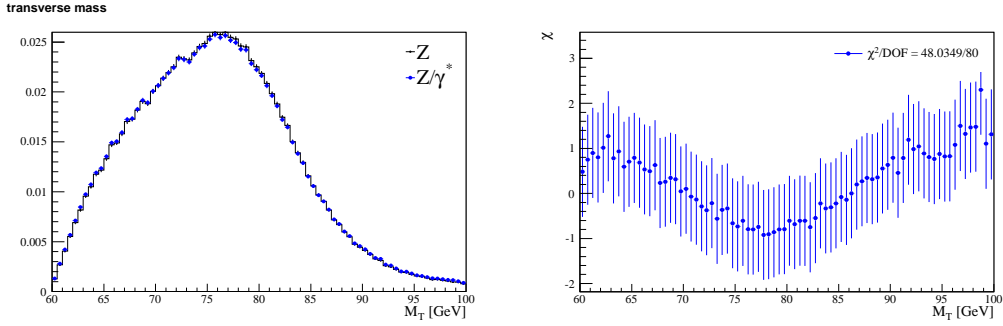 transverse mass
0.025
0.02
0.015
0.01
0.005
0
60 65 70 75 80 85 90 95 100
M_T [GeV]
Z
Z/γ*
χ
3
2
1
0
-1
-2
60 65 70 75 80 85 90 95 100
M_T [GeV]
χ²/DOF = 48.0349/80